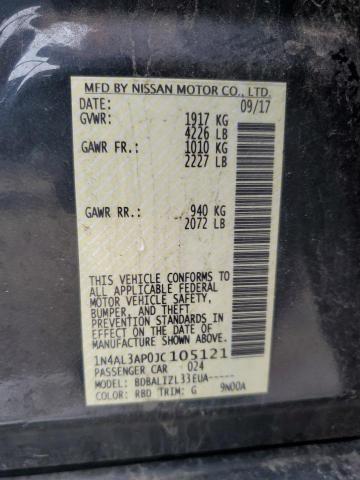 MFD BY NISSAN MOTOR CO., LTD.
DATE: 09/17
GVWR: 1917 KG
4226 LB
GAWR FR.: 1010 KG
2227 LB
GAWR RR.: 940 KG
2072 LB
THIS VEHICLE CONFORMS TO
ALL APPLICABLE FEDERAL
MOTOR VEHICLE SAFETY,
BUMPER, AND THEFT
PREVENTION STANDARDS
IN EFFECT ON THE DATE OF
MANUFACTURE SHOWN ABOVE.
1N4AL3AP0JC105121
PASSENGER CAR 024
MODEL: BDBALIZL33EUA-----
COLOR: RBD TRIM: G 9N00A